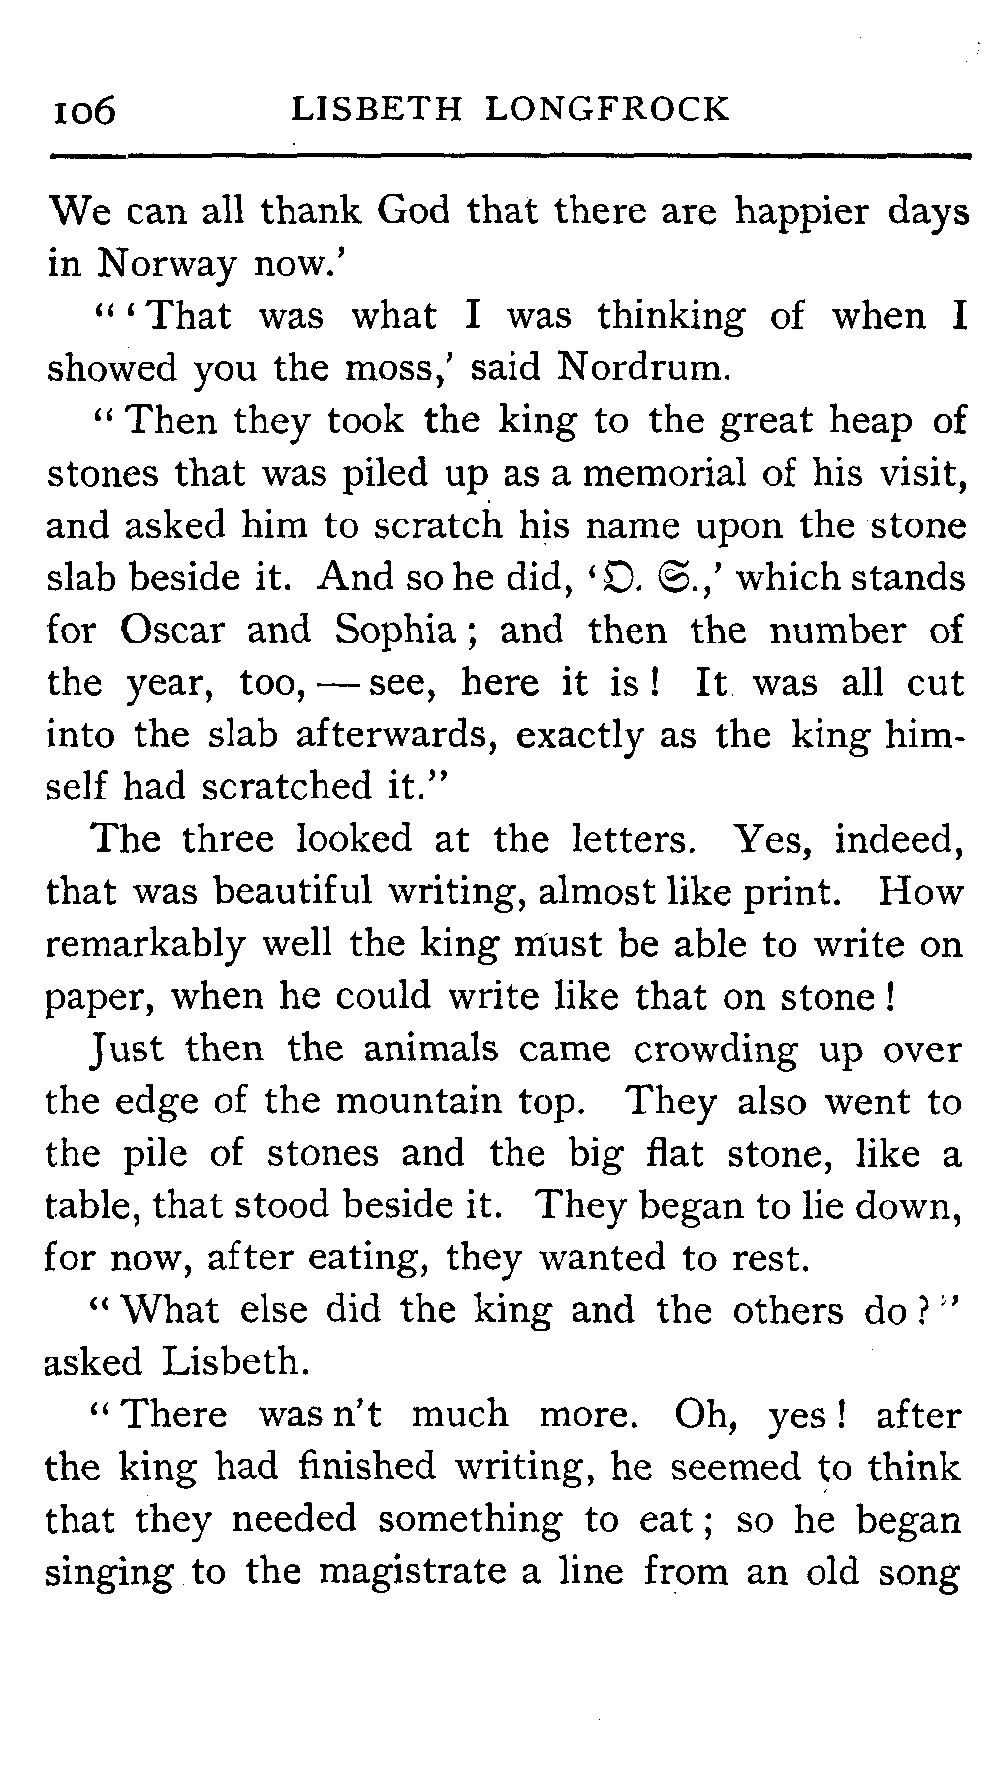 106 LISBETH LONGFROCK
We can all thank God that there are happier days
in Norway now.’
“ ‘ That was what I was thinking of when I
showed you the moss,’ said Nordrum.
“ Then they took the king to the great heap of
stones that was piled up as a memorial of his visit,
and asked him to scratch his name upon the stone
slab beside it. And so he did, ‘O. S.,’ which stands
for Oscar and Sophia ; and then the number of
the year, too, — see, here it is ! It was all cut
into the slab afterwards, exactly as the king him-
self had scratched it.”
The three looked at the letters. Yes, indeed,
that was beautiful writing, almost like print. How
remarkably well the king must be able to write on
paper, when he could write like that on stone !
Just then the animals came crowding up over
the edge of the mountain top. They also went to
the pile of stones and the big flat stone, like a
table, that stood beside it. They began to lie down,
for now, after eating, they wanted to rest.
“ What else did the king and the others do ? ”
asked Lisbeth.
“ There was n’t much more. Oh, yes ! after
the king had finished writing, he seemed to think
that they needed something to eat ; so he began
singing to the magistrate a line from an old song